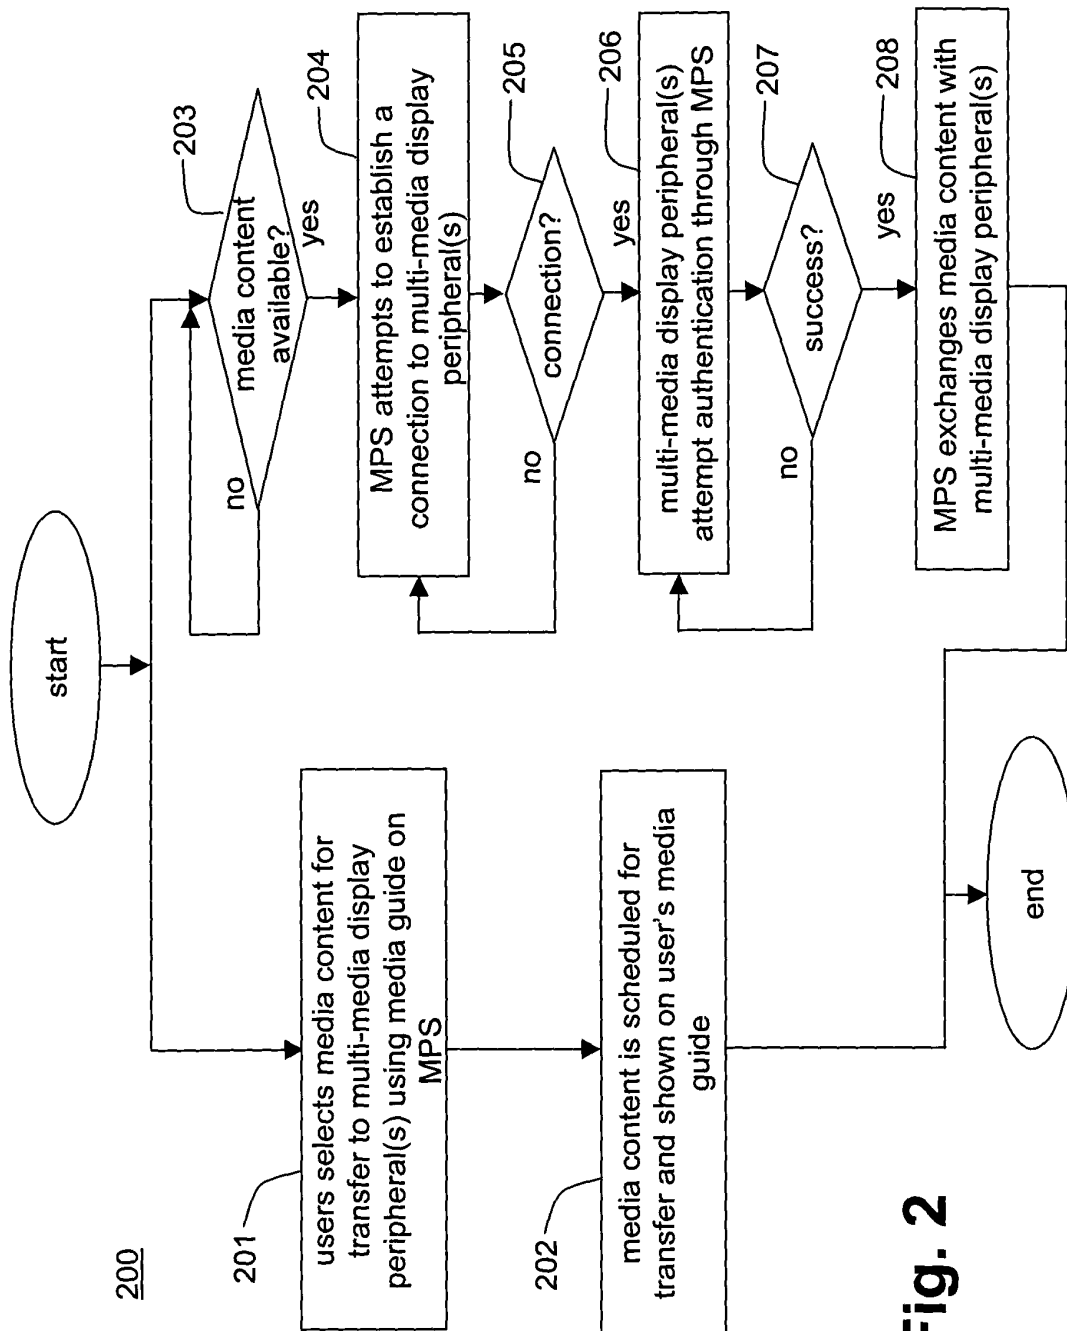 200
start
201
users selects media content for
transfer to multi-media display
peripheral(s) using media guide on
MPS
202
media content is scheduled for
transfer and shown on user's media
guide
203
media content
available?
no
yes
204
MPS attempts to establish a
connection to multi-media display
peripheral(s)
205
connection?
no
yes
206
multi-media display peripheral(s)
attempt authentication through MPS
207
success?
no
yes
208
MPS exchanges media content with
multi-media display peripheral(s)
end
Fig. 2